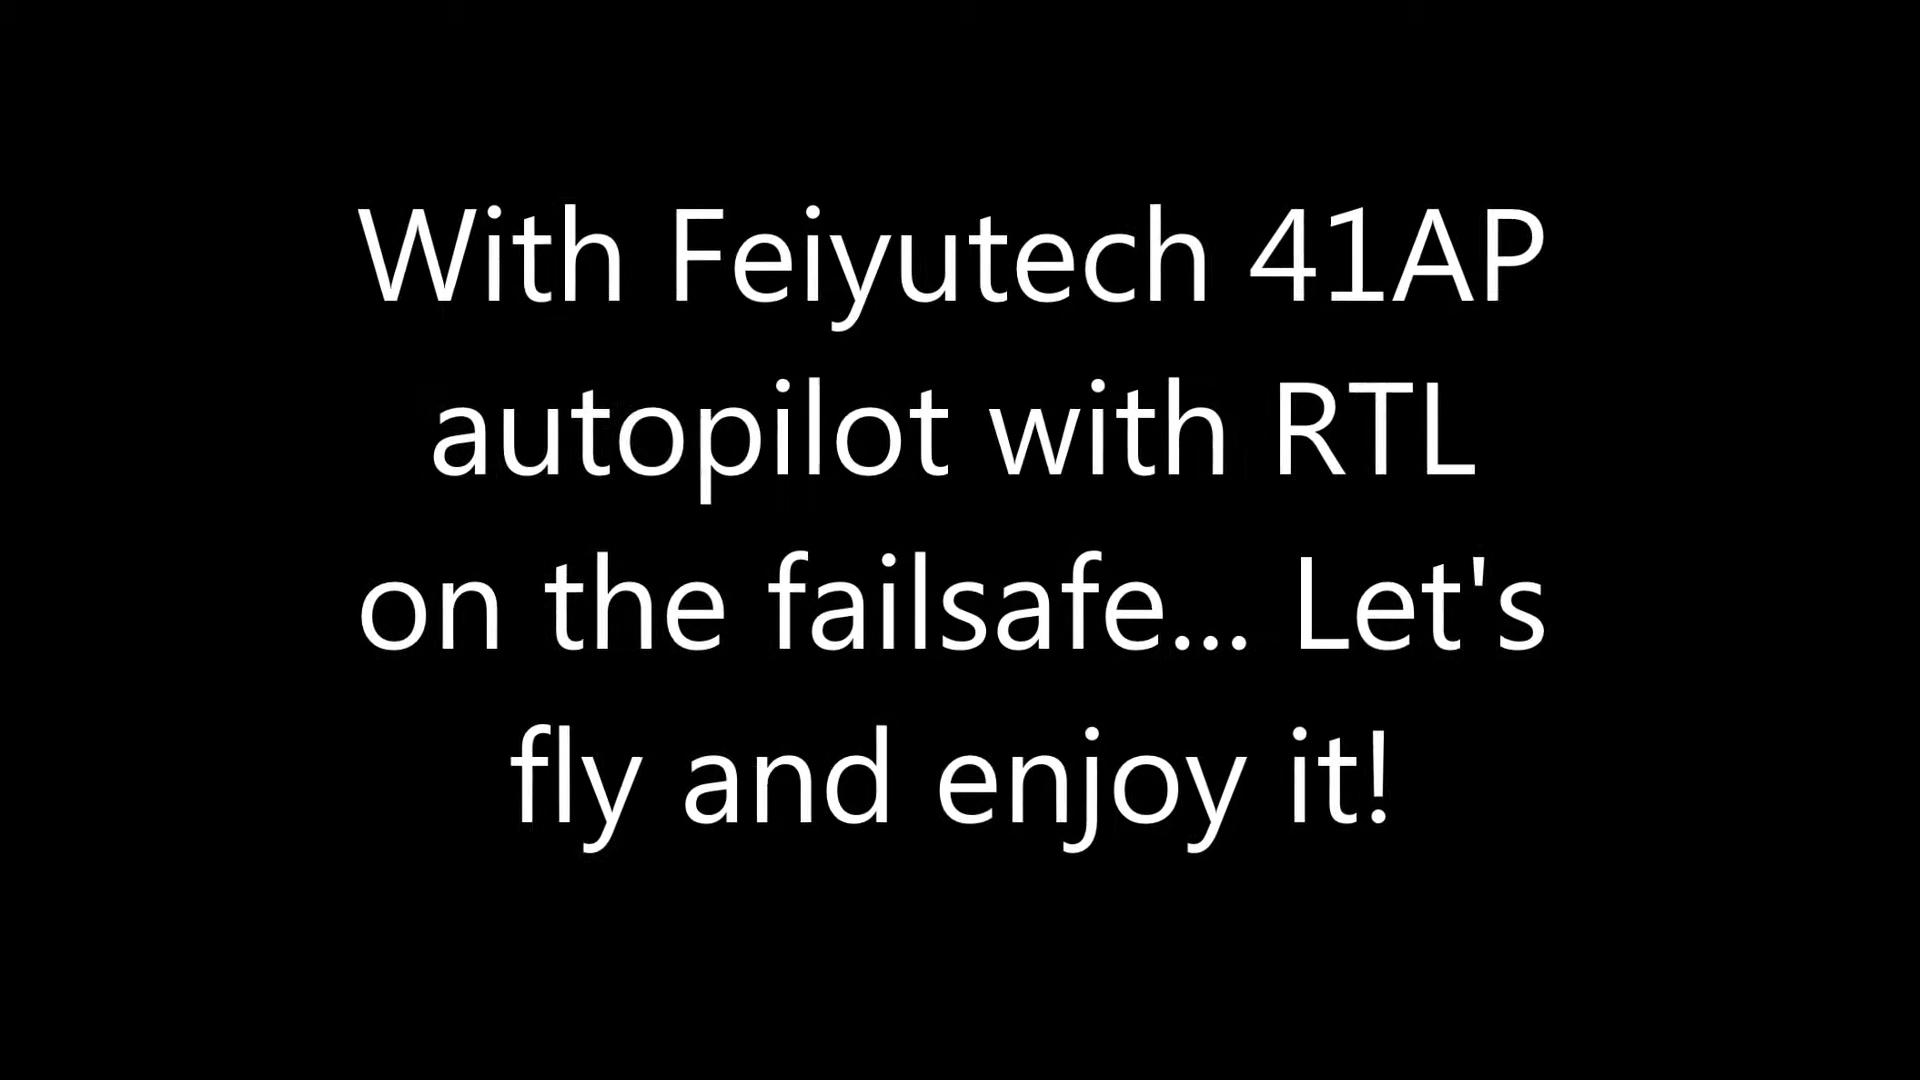 With Feiyutech 41AP
autopilot with RTL
on the failsafe... Let's
fly and enjoy it!